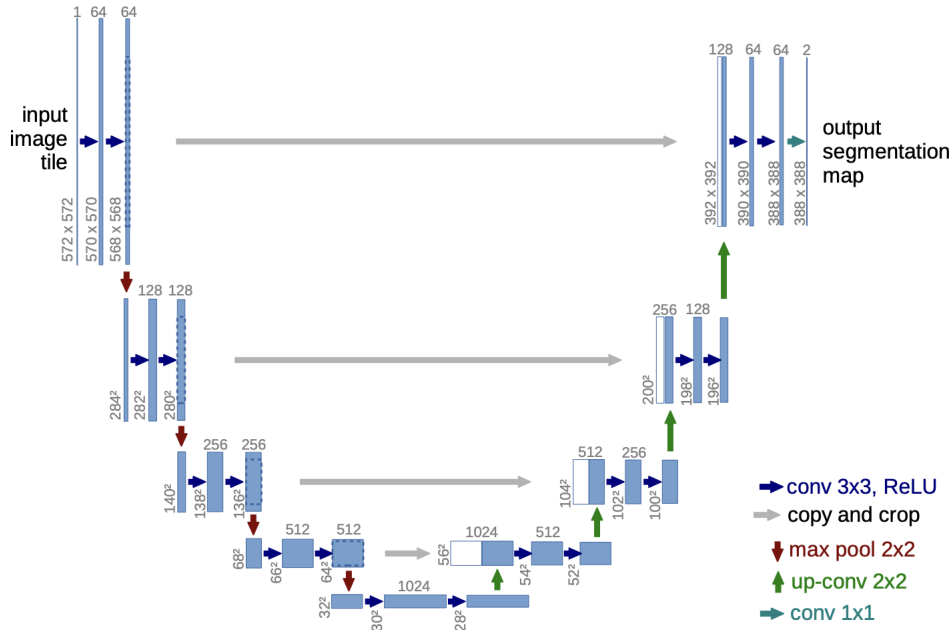 1 64 64
input
image
tile
572 x 572
570 x 570
568 x 568
128 64 64 2
392 x 392
390 x 390
388 x 388
388 x 388
output
segmentation
map
128 128
284²
282²
280²
256 128
200²
198²
196²
256 256
140²
138²
136²
512 256
104²
102²
100²
512 512
68²
66²
64²
1024 512
56²
54²
52²
1024
32²
30²
28²
conv 3x3, ReLU
copy and crop
max pool 2x2
up-conv 2x2
conv 1x1